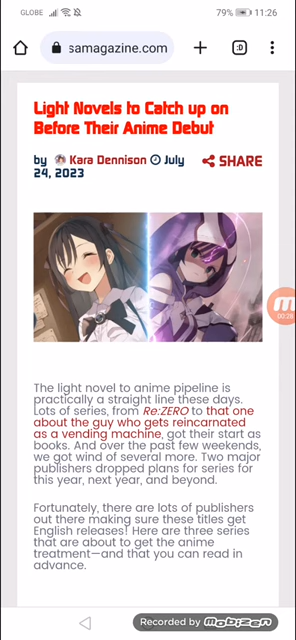 GLOBE 79% 11:26
samagazine.com + :D
Light Novels to Catch up on
Before Their Anime Debut
by Kara Dennison July
24, 2023
SHARE
00:28
The light novel to anime pipeline is
practically a straight line these days.
Lots of series, from Re:ZERO to that one
about the guy who gets reincarnated
as a vending machine, got their start as
books. And over the past few weekends,
we got wind of several more. Two major
publishers dropped plans for series for
this year, next year, and beyond.
Fortunately, there are lots of publishers
out there making sure these titles get
English releases! Here are three series
that are about to get the anime
treatment—and that you can read in
advance.
Recorded by mobizen